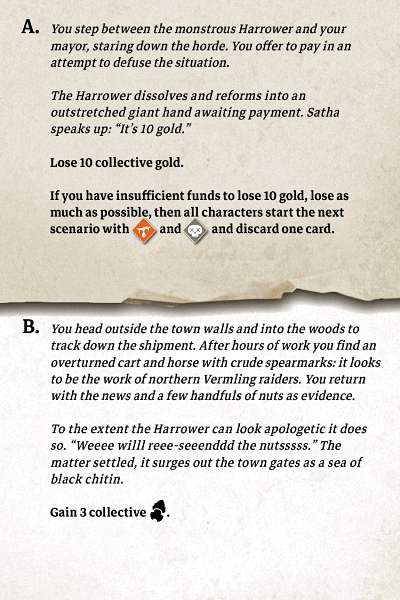 A. You step between the monstrous Harrower and your
mayor, staring down the horde. You offer to pay in an
attempt to defuse the situation.
The Harrower dissolves and reforms into an
outstretched giant hand awaiting payment. Satha
speaks up: “It’s 10 gold.”
Lose 10 collective gold.
If you have insufficient funds to lose 10 gold, lose as
much as possible, then all characters start the next
scenario with and and discard one card.
B. You head outside the town walls and into the woods to
track down the shipment. After hours of work you find an
overturned cart and horse with crude spearmarks: it looks
to be the work of northern Vermling raiders. You return
with the news and a few handfuls of nuts as evidence.
To the extent the Harrower can look apologetic it does
so. “Weeee willl reee-seeenddd the nutsssss.” The
matter settled, it surges out the town gates as a sea of
black chitin.
Gain 3 collective .